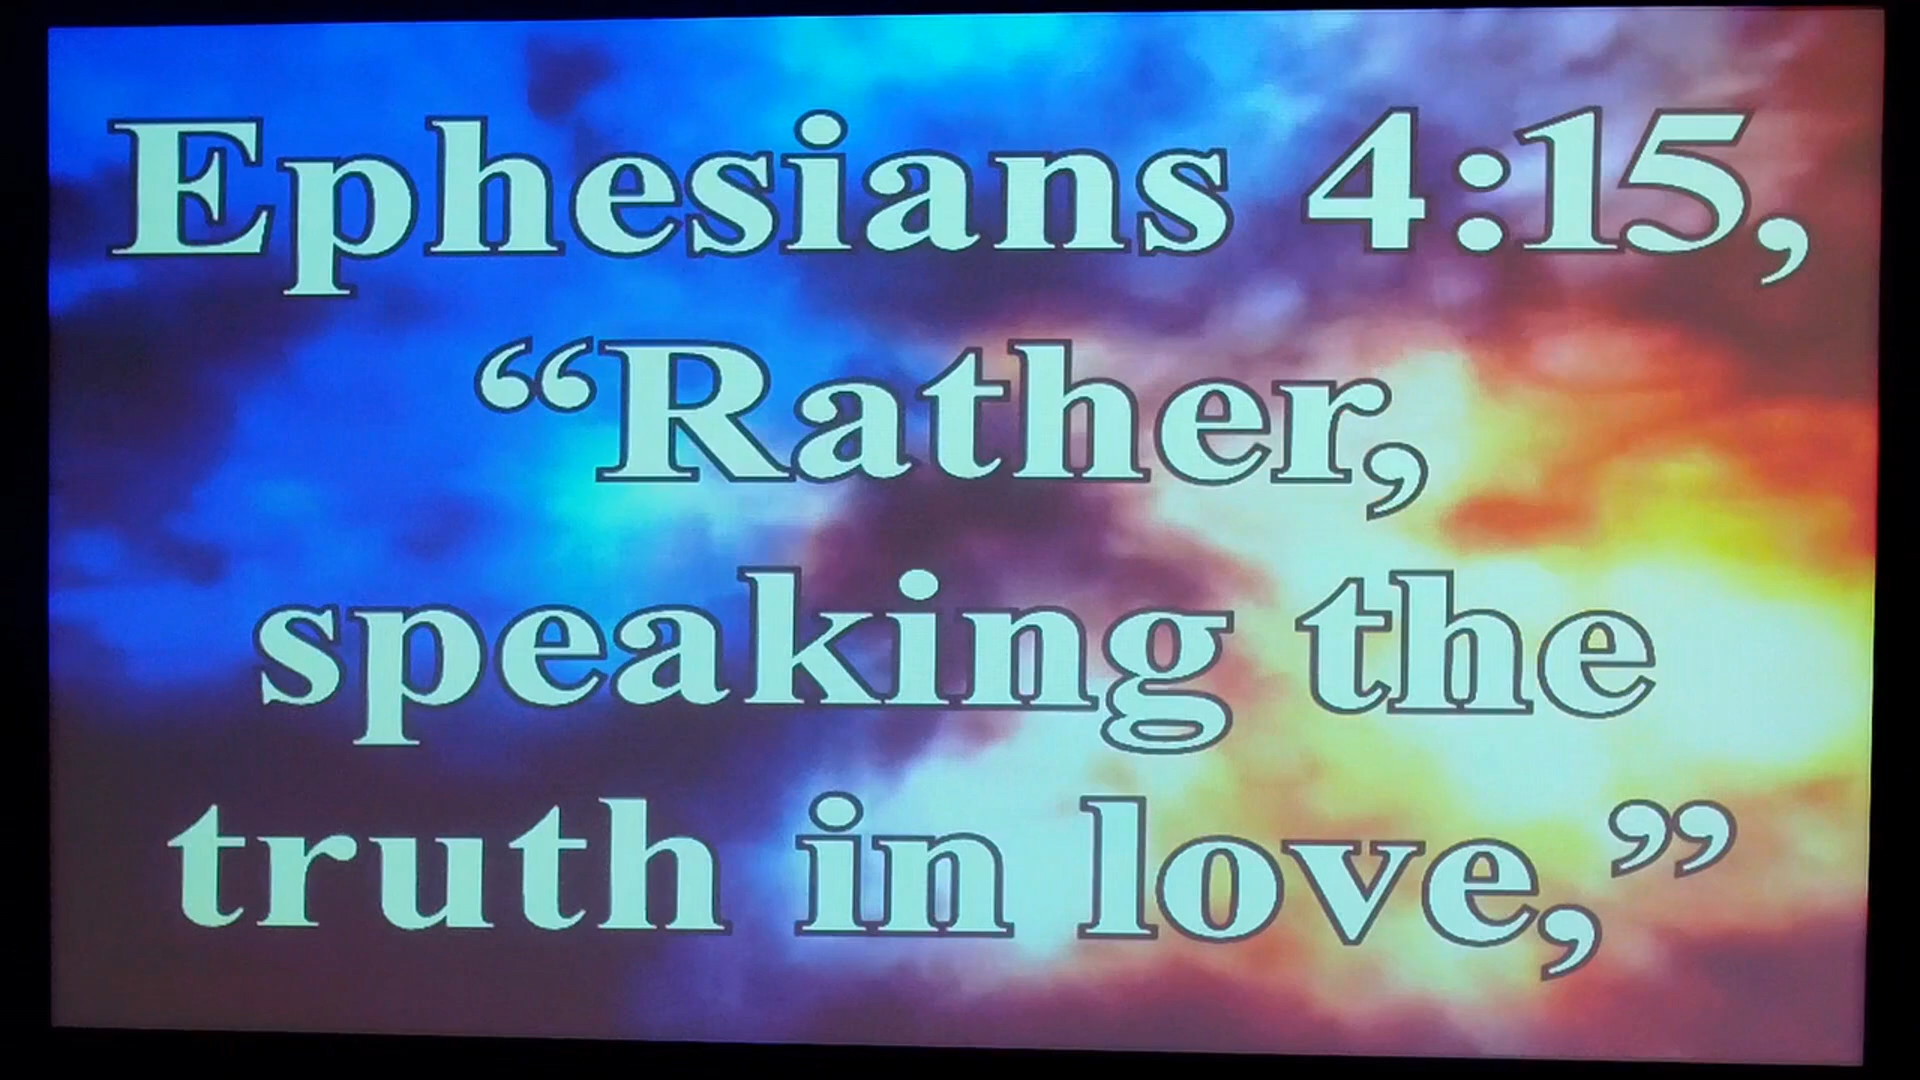 Ephesians 4:15,
“Rather,
speaking the
truth in love,”